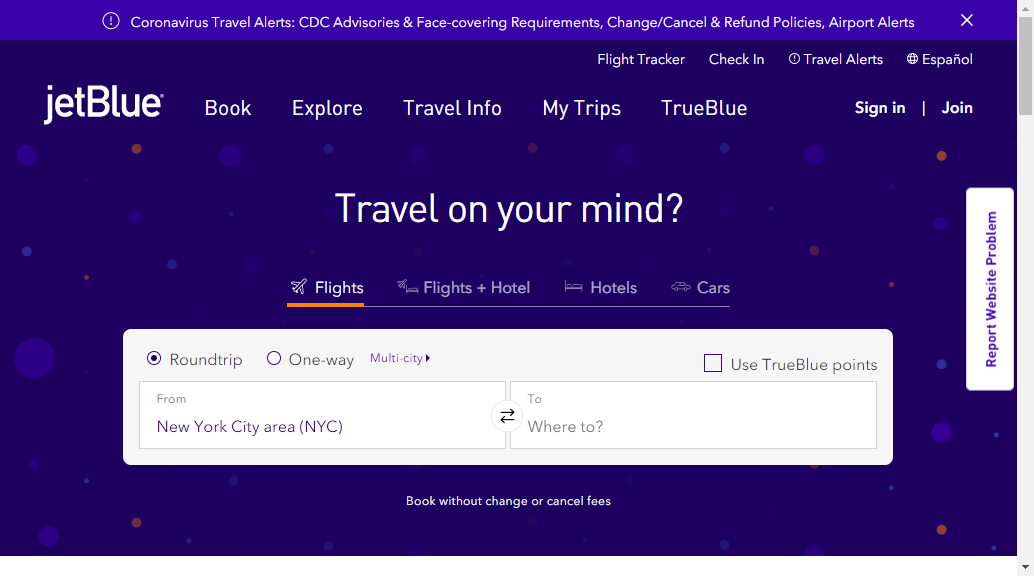 Coronavirus Travel Alerts: CDC Advisories & Face-covering Requirements, Change/Cancel & Refund Policies, Airport Alerts
Flight Tracker Check In Travel Alerts Español
jetBlue Book Explore Travel Info My Trips TrueBlue Sign in | Join
Travel on your mind?
Report Website Problem
Flights Flights + Hotel Hotels Cars
Roundtrip One-way Multi-city Use TrueBlue points
From To
New York City area (NYC) Where to?
Book without change or cancel fees